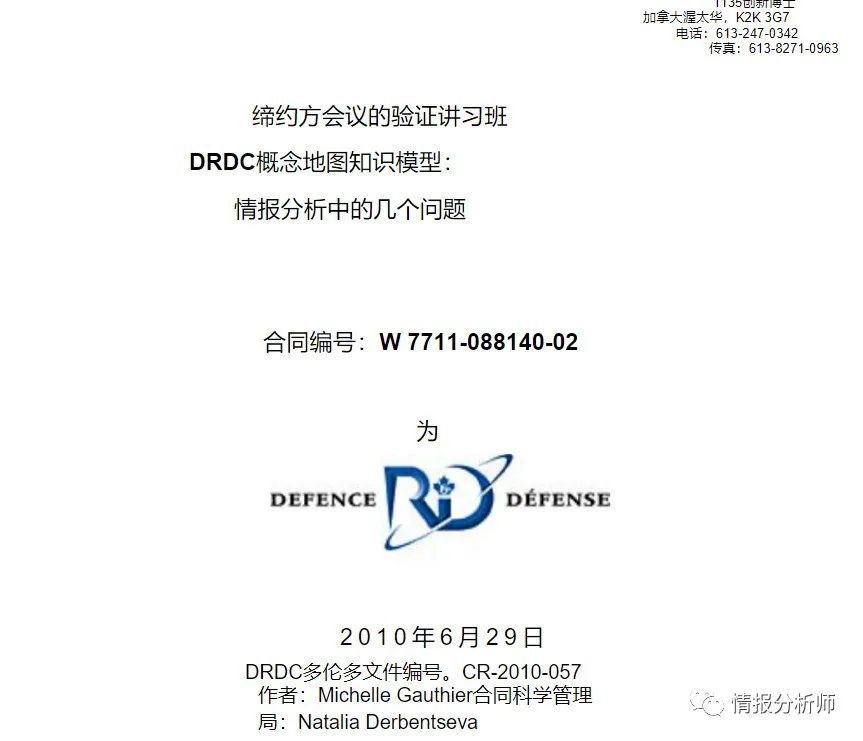 1135创新博士
加拿大渥太华，K2K 3G7
电话：613-247-0342
传真：613-8271-0963
缔约方会议的验证讲习班
DRDC概念地图知识模型：
情报分析中的几个问题
合同编号：W 7711-088140-02
为
DEFENCE R&D DÉFENSE
2010年6月29日
DRDC多伦多文件编号。CR-2010-057
作者：Michelle Gauthier合同科学管理
局：Natalia Derbentseva
情报分析师